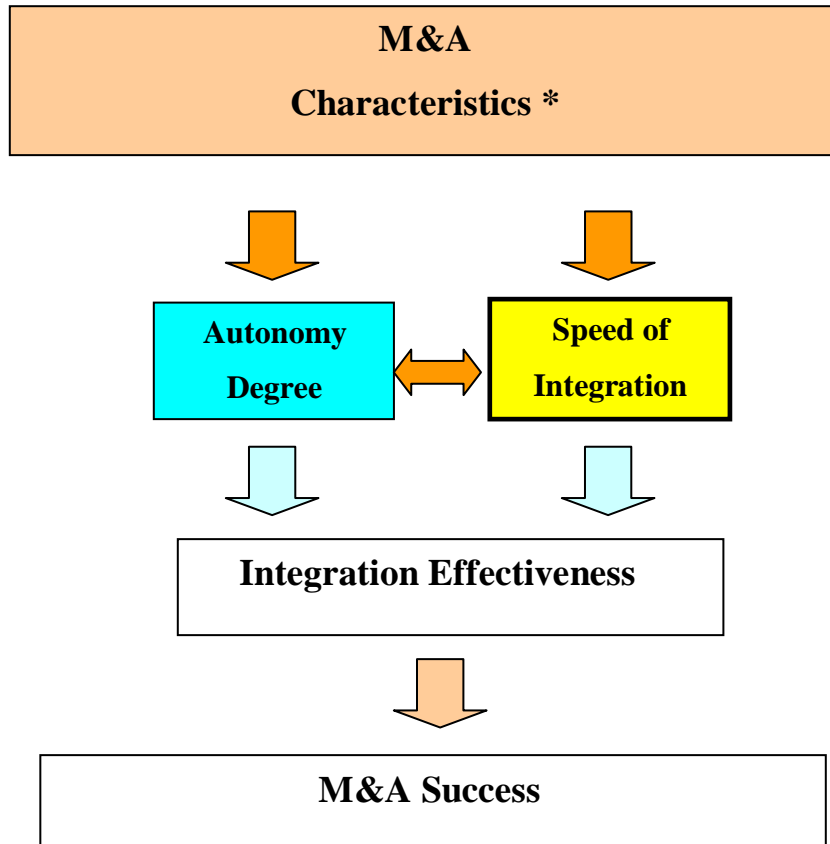 M&A
Characteristics *
Autonomy
Degree
Speed of
Integration
Integration Effectiveness
M&A Success